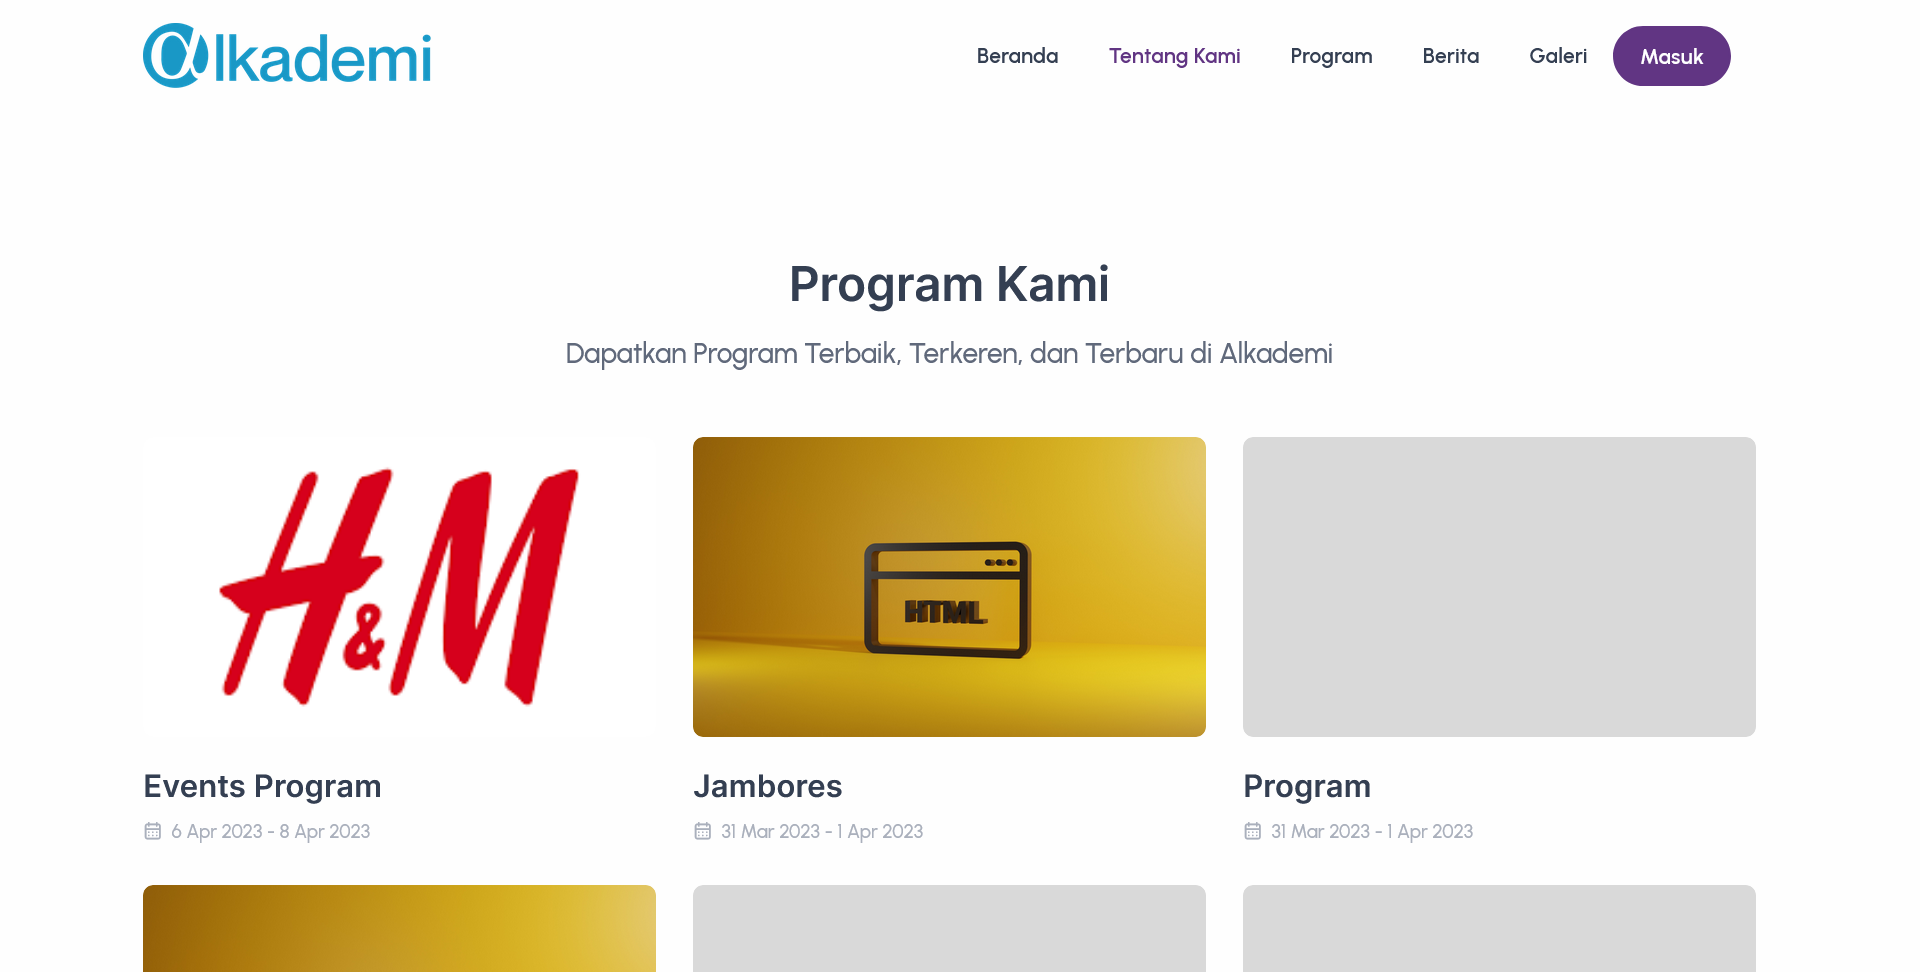 @lkademi
Beranda Tentang Kami Program Berita Galeri Masuk
Program Kami
Dapatkan Program Terbaik, Terkeren, dan Terbaru di Alkademi
H&M
HTML
Events Program
6 Apr 2023 - 8 Apr 2023
Jambores
31 Mar 2023 - 1 Apr 2023
Program
31 Mar 2023 - 1 Apr 2023